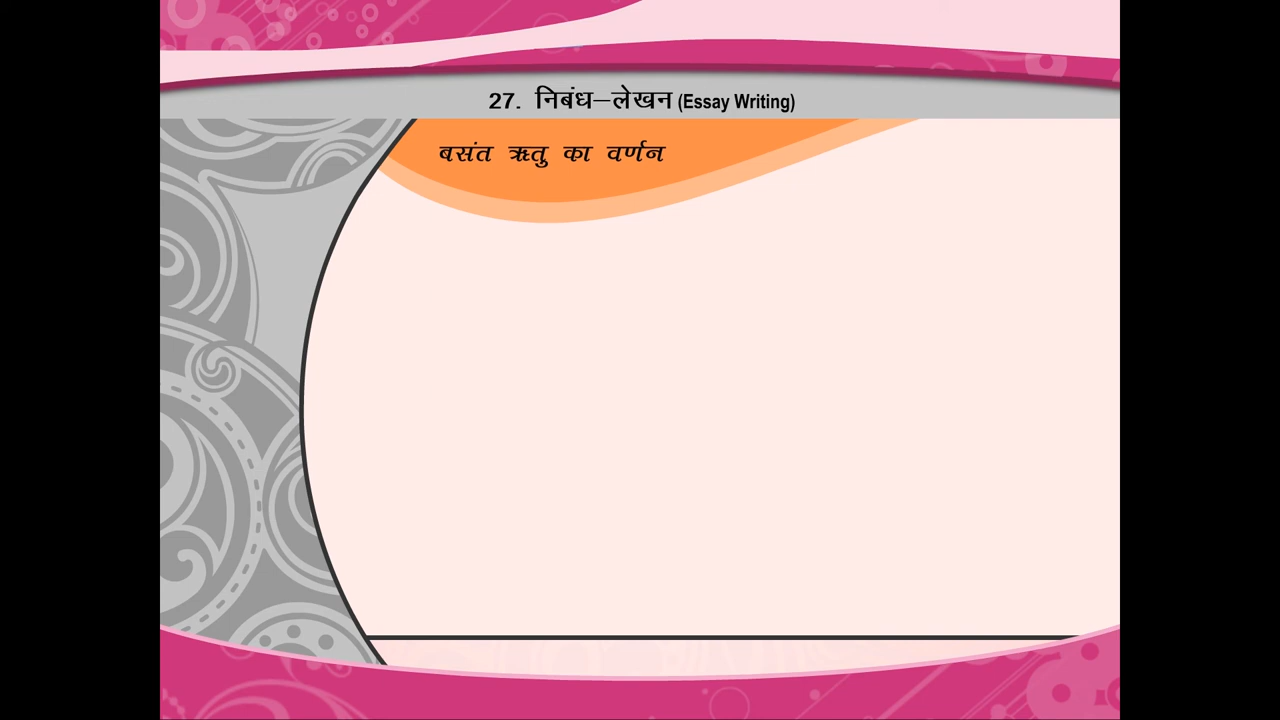 27. निबंध–लेखन (Essay Writing)
बसंत ऋतु का वर्णन